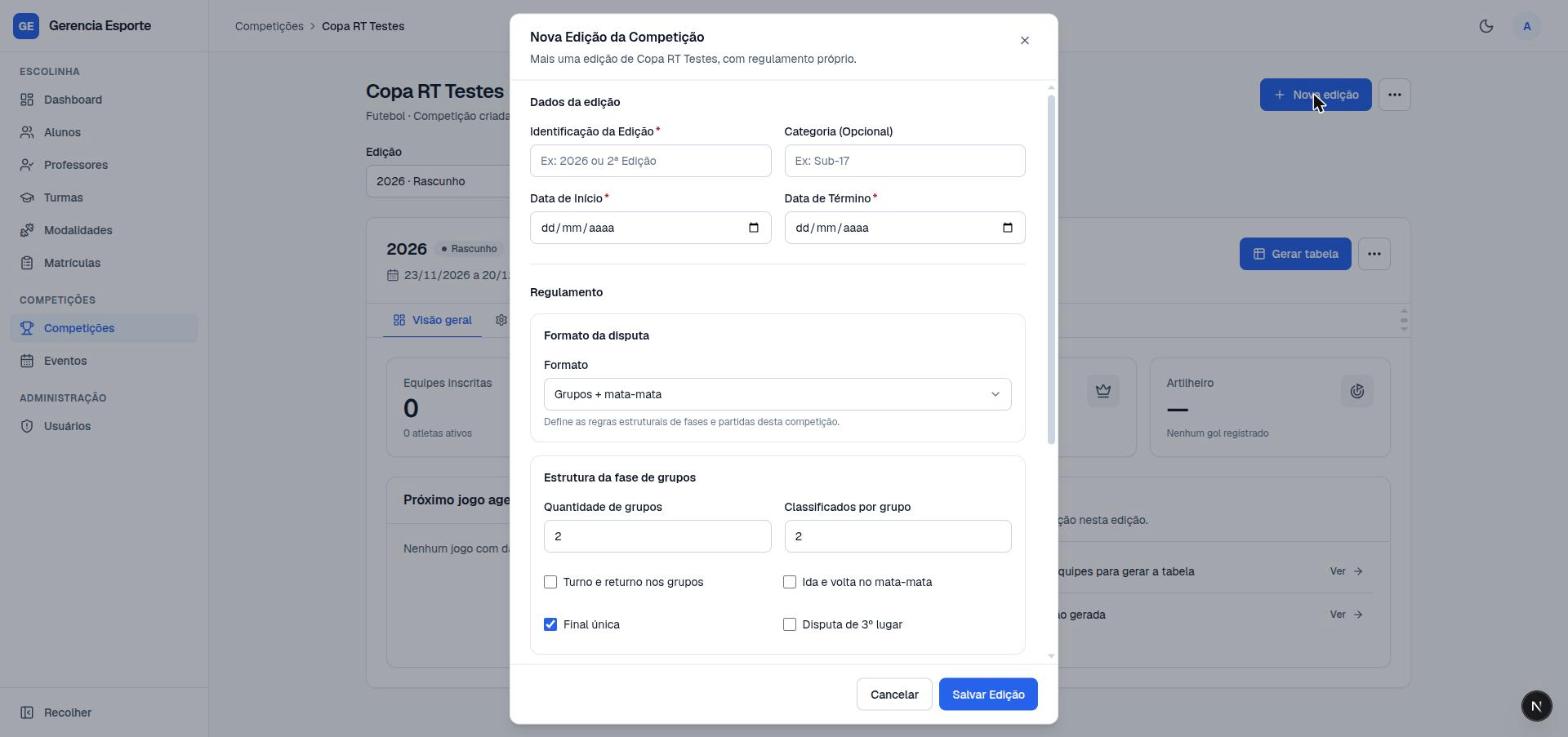 GE Gerencia Esporte
Competições > Copa RT Testes
A
ESCOLINHA
Dashboard
Alunos
Professores
Turmas
Modalidades
Matrículas
COMPETIÇÕES
Competições
Eventos
ADMINISTRAÇÃO
Usuários
Recolher
Copa RT Testes
Futebol · Competição criada
Nova edição
Edição
2026 · Rascunho
2026 Rascunho
23/11/2026 a 20/1
Gerar tabela
Visão geral
Equipes inscritas
0
0 atletas ativos
Artilheiro
—
Nenhum gol registrado
Próximo jogo age
Nenhum jogo com da
ção nesta edição.
quipes para gerar a tabela
Ver
ão gerada
Ver
Nova Edição da Competição
Mais uma edição de Copa RT Testes, com regulamento próprio.
Dados da edição
Identificação da Edição* Categoria (Opcional)
Ex: 2026 ou 2ª Edição Ex: Sub-17
Data de Início* Data de Término*
dd/mm/aaaa dd/mm/aaaa
Regulamento
Formato da disputa
Formato
Grupos + mata-mata
Define as regras estruturais de fases e partidas desta competição.
Estrutura da fase de grupos
Quantidade de grupos Classificados por grupo
2 2
Turno e returno nos grupos Ida e volta no mata-mata
Final única Disputa de 3º lugar
Cancelar Salvar Edição
N